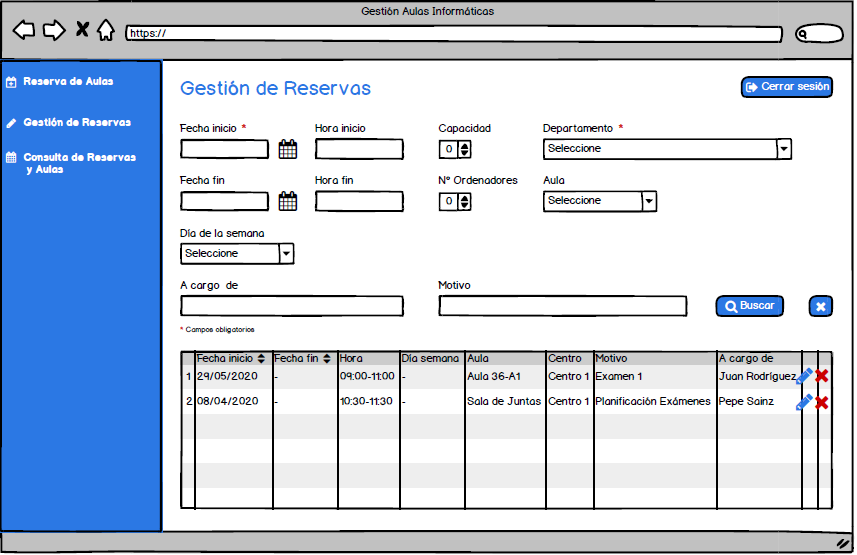 Gestión Aulas Informáticas
https://
Reserva de Aulas
Gestión de Reservas
Consulta de Reservas
y Aulas
Gestión de Reservas
Cerrar sesión
Fecha inicio * Hora inicio Capacidad Departamento *
0 Seleccione
Fecha fin Hora fin Nº Ordenadores Aula
0 Seleccione
Día de la semana
Seleccione
A cargo de Motivo
Buscar
* Campos obligatorios
Fecha inicio Fecha fin Hora Día semana Aula Centro Motivo A cargo de
1 29/05/2020 - 09:00-11:00 - Aula 36-A1 Centro 1 Examen 1 Juan Rodríguez
2 08/04/2020 - 10:30-11:30 - Sala de Juntas Centro 1 Planificación Exámenes Pepe Sainz